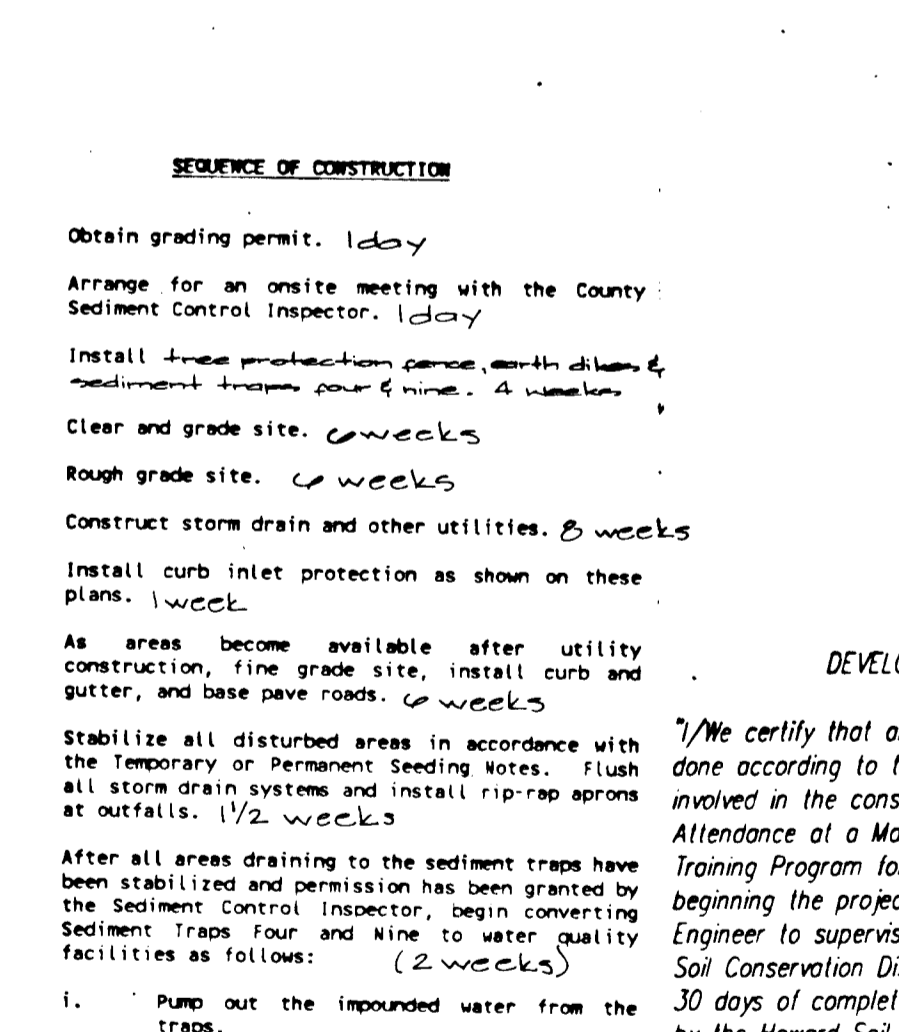 SEQUENCE OF CONSTRUCTION
Obtain grading permit. 1 day
Arrange for an onsite meeting with the County
Sediment Control Inspector. 1 day
Install tree protection fence, earth dikes &
sediment traps four & nine. 4 weeks
Clear and grade site. 6 weeks
Rough grade site. 6 weeks
Construct storm drain and other utilities. 8 weeks
Install curb inlet protection as shown on these
plans. 1 week
As areas become available after utility
construction, fine grade site, install curb and
gutter, and base pave roads. 6 weeks
Stabilize all disturbed areas in accordance with
the Temporary or Permanent Seeding Notes. Flush
all storm drain systems and install rip-rap aprons
at outfalls. 1 1/2 weeks
After all areas draining to the sediment traps have
been stabilized and permission has been granted by
the Sediment Control Inspector, begin converting
Sediment Traps Four and Nine to water quality
facilities as follows: (2 weeks)
i. Pump out the impounded water from the
traps.
DEVELO
"I/We certify that a
done according to t
involved in the cons
Attendance at a Ma
Training Program fo
beginning the projec
Engineer to supervis
Soil Conservation Di
30 days of complet
by the Howard Soil